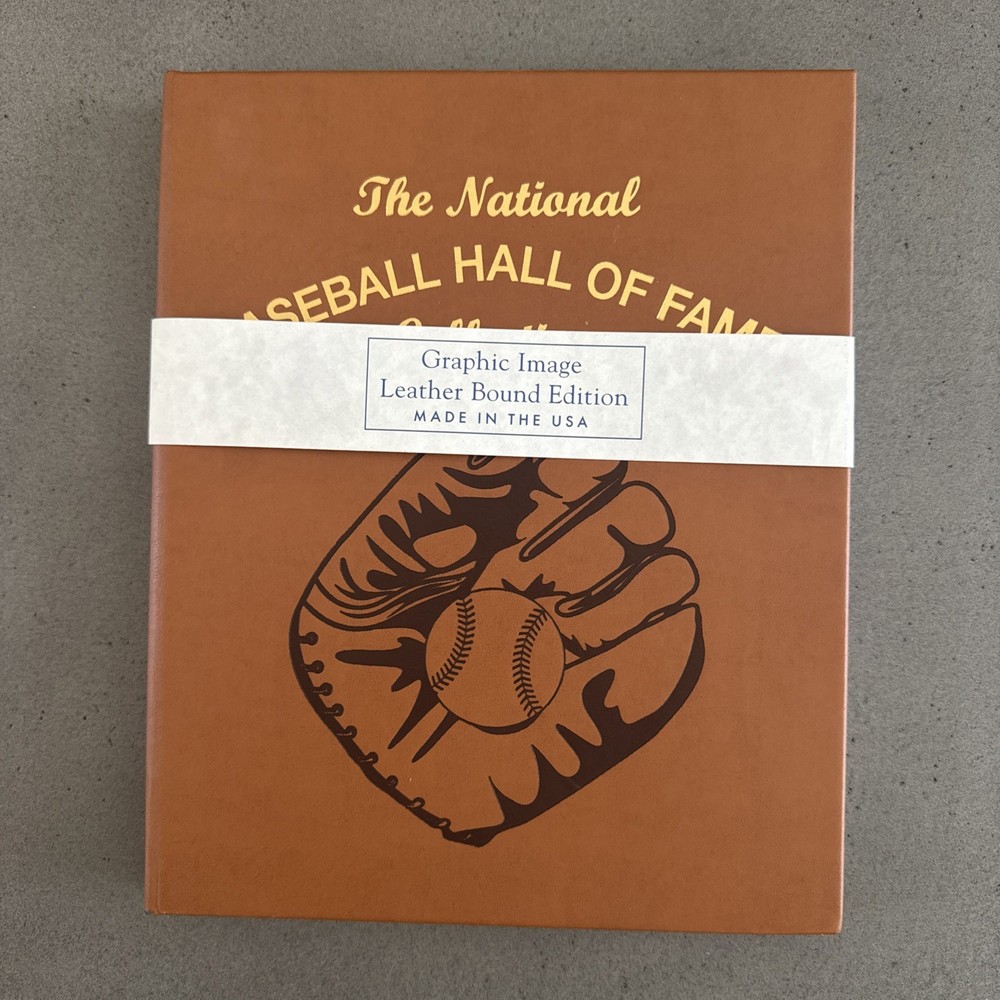 The National
ASEBALL HALL OF FAME
Graphic Image
Leather Bound Edition
MADE IN THE USA